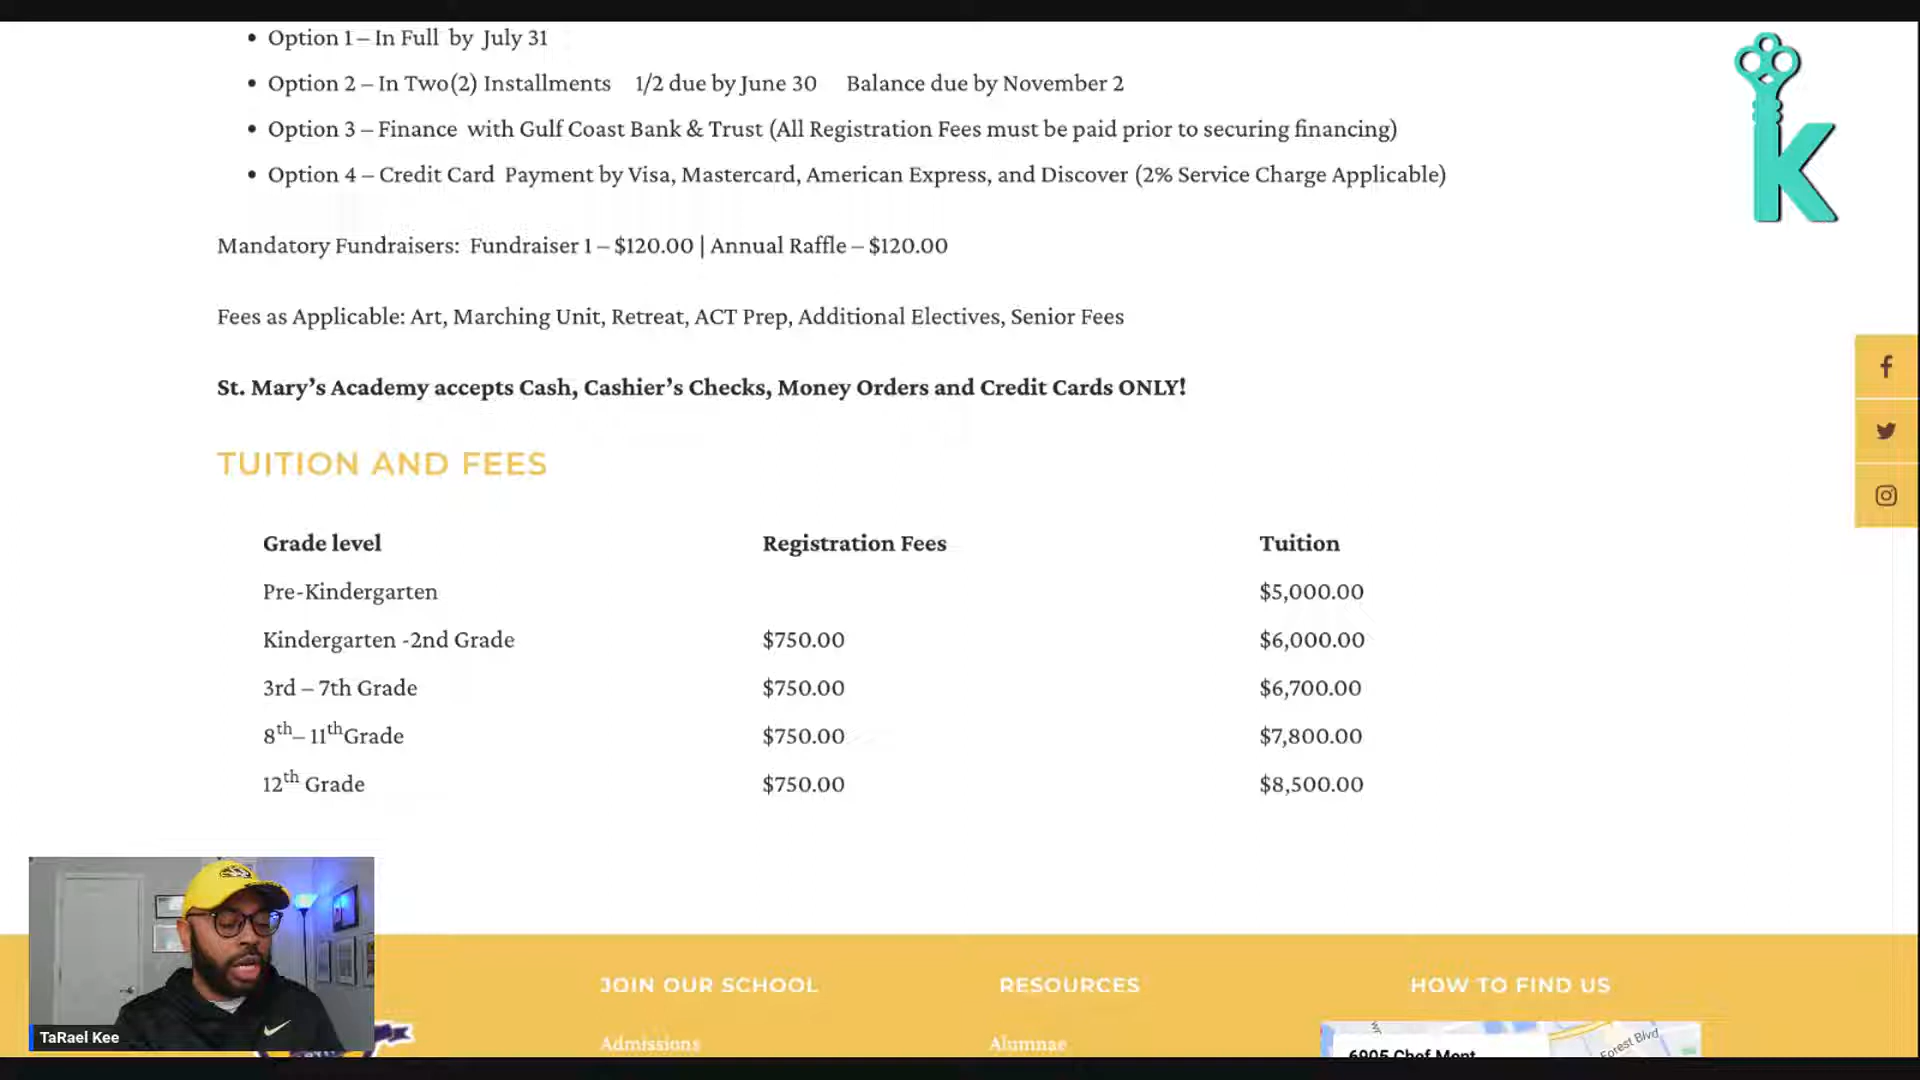 Option 1 – In Full by July 31
Option 2 – In Two(2) Installments 1/2 due by June 30 Balance due by November 2
Option 3 – Finance with Gulf Coast Bank & Trust (All Registration Fees must be paid prior to securing financing)
Option 4 – Credit Card Payment by Visa, Mastercard, American Express, and Discover (2% Service Charge Applicable)
k
Mandatory Fundraisers: Fundraiser 1 – $120.00 | Annual Raffle – $120.00
Fees as Applicable: Art, Marching Unit, Retreat, ACT Prep, Additional Electives, Senior Fees
St. Mary’s Academy accepts Cash, Cashier’s Checks, Money Orders and Credit Cards ONLY!
TUITION AND FEES
Grade level Registration Fees Tuition
Pre-Kindergarten $5,000.00
Kindergarten -2nd Grade $750.00 $6,000.00
3rd – 7th Grade $750.00 $6,700.00
8th– 11thGrade $750.00 $7,800.00
12th Grade $750.00 $8,500.00
JOIN OUR SCHOOL RESOURCES HOW TO FIND US
TaRael Kee
Admissions Alumnae
6905 Chef Ment
Forest Blvd